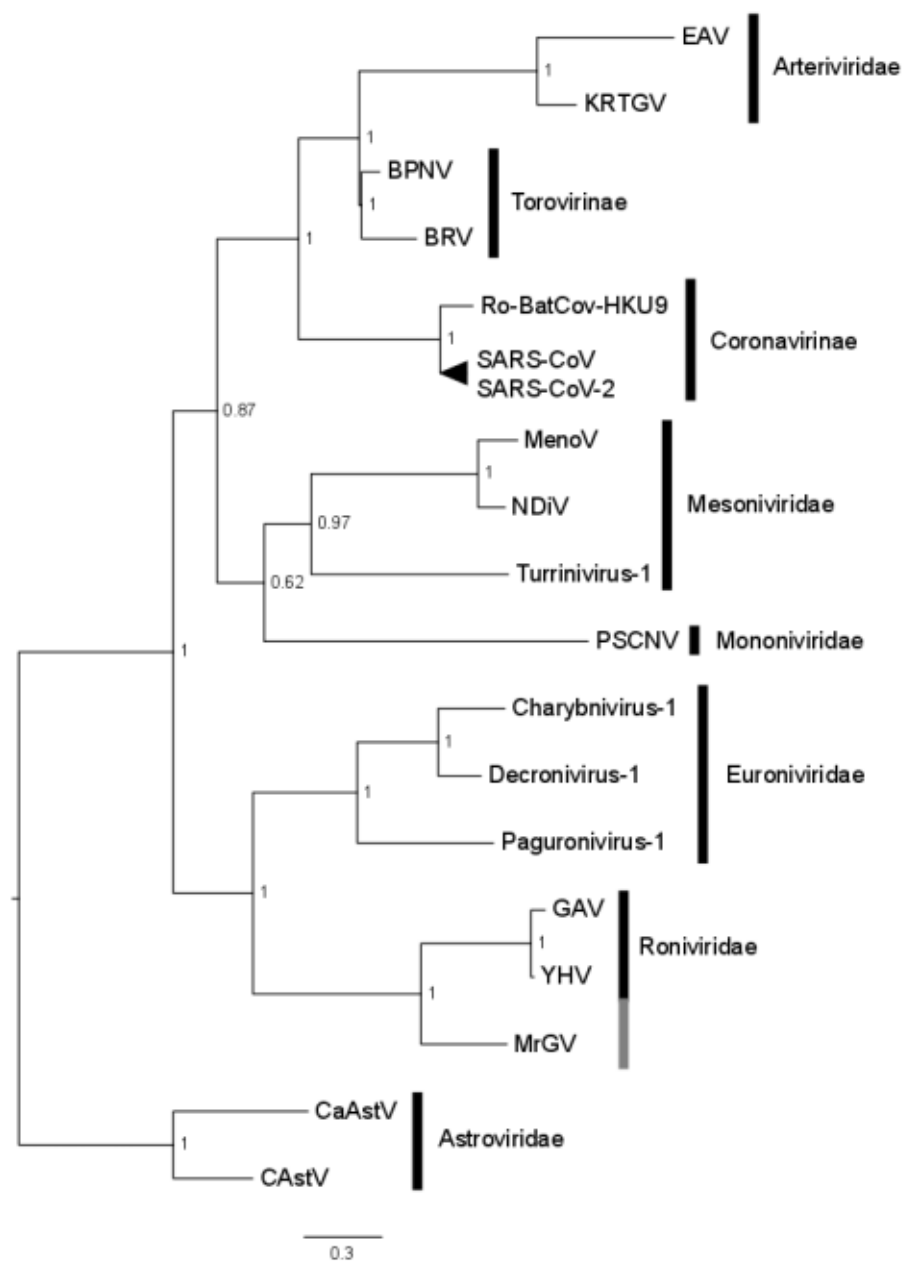 EAV
Arteriviridae
1
KRTGV
1
BPNV
1
Torovirinae
BRV
1
Ro-BatCov-HKU9
1
Coronavirinae
SARS-CoV
SARS-CoV-2
0.87
MenoV
1
Mesoniviridae
NDiV
0.97
Turrinivirus-1
0.62
PSCNV
Mononiviridae
1
Charybnivirus-1
1
Decronivirus-1
Euroniviridae
1
Paguronivirus-1
1
GAV
1
Roniviridae
YHV
1
MrGV
CaAstV
1
Astroviridae
CAstV
0.3